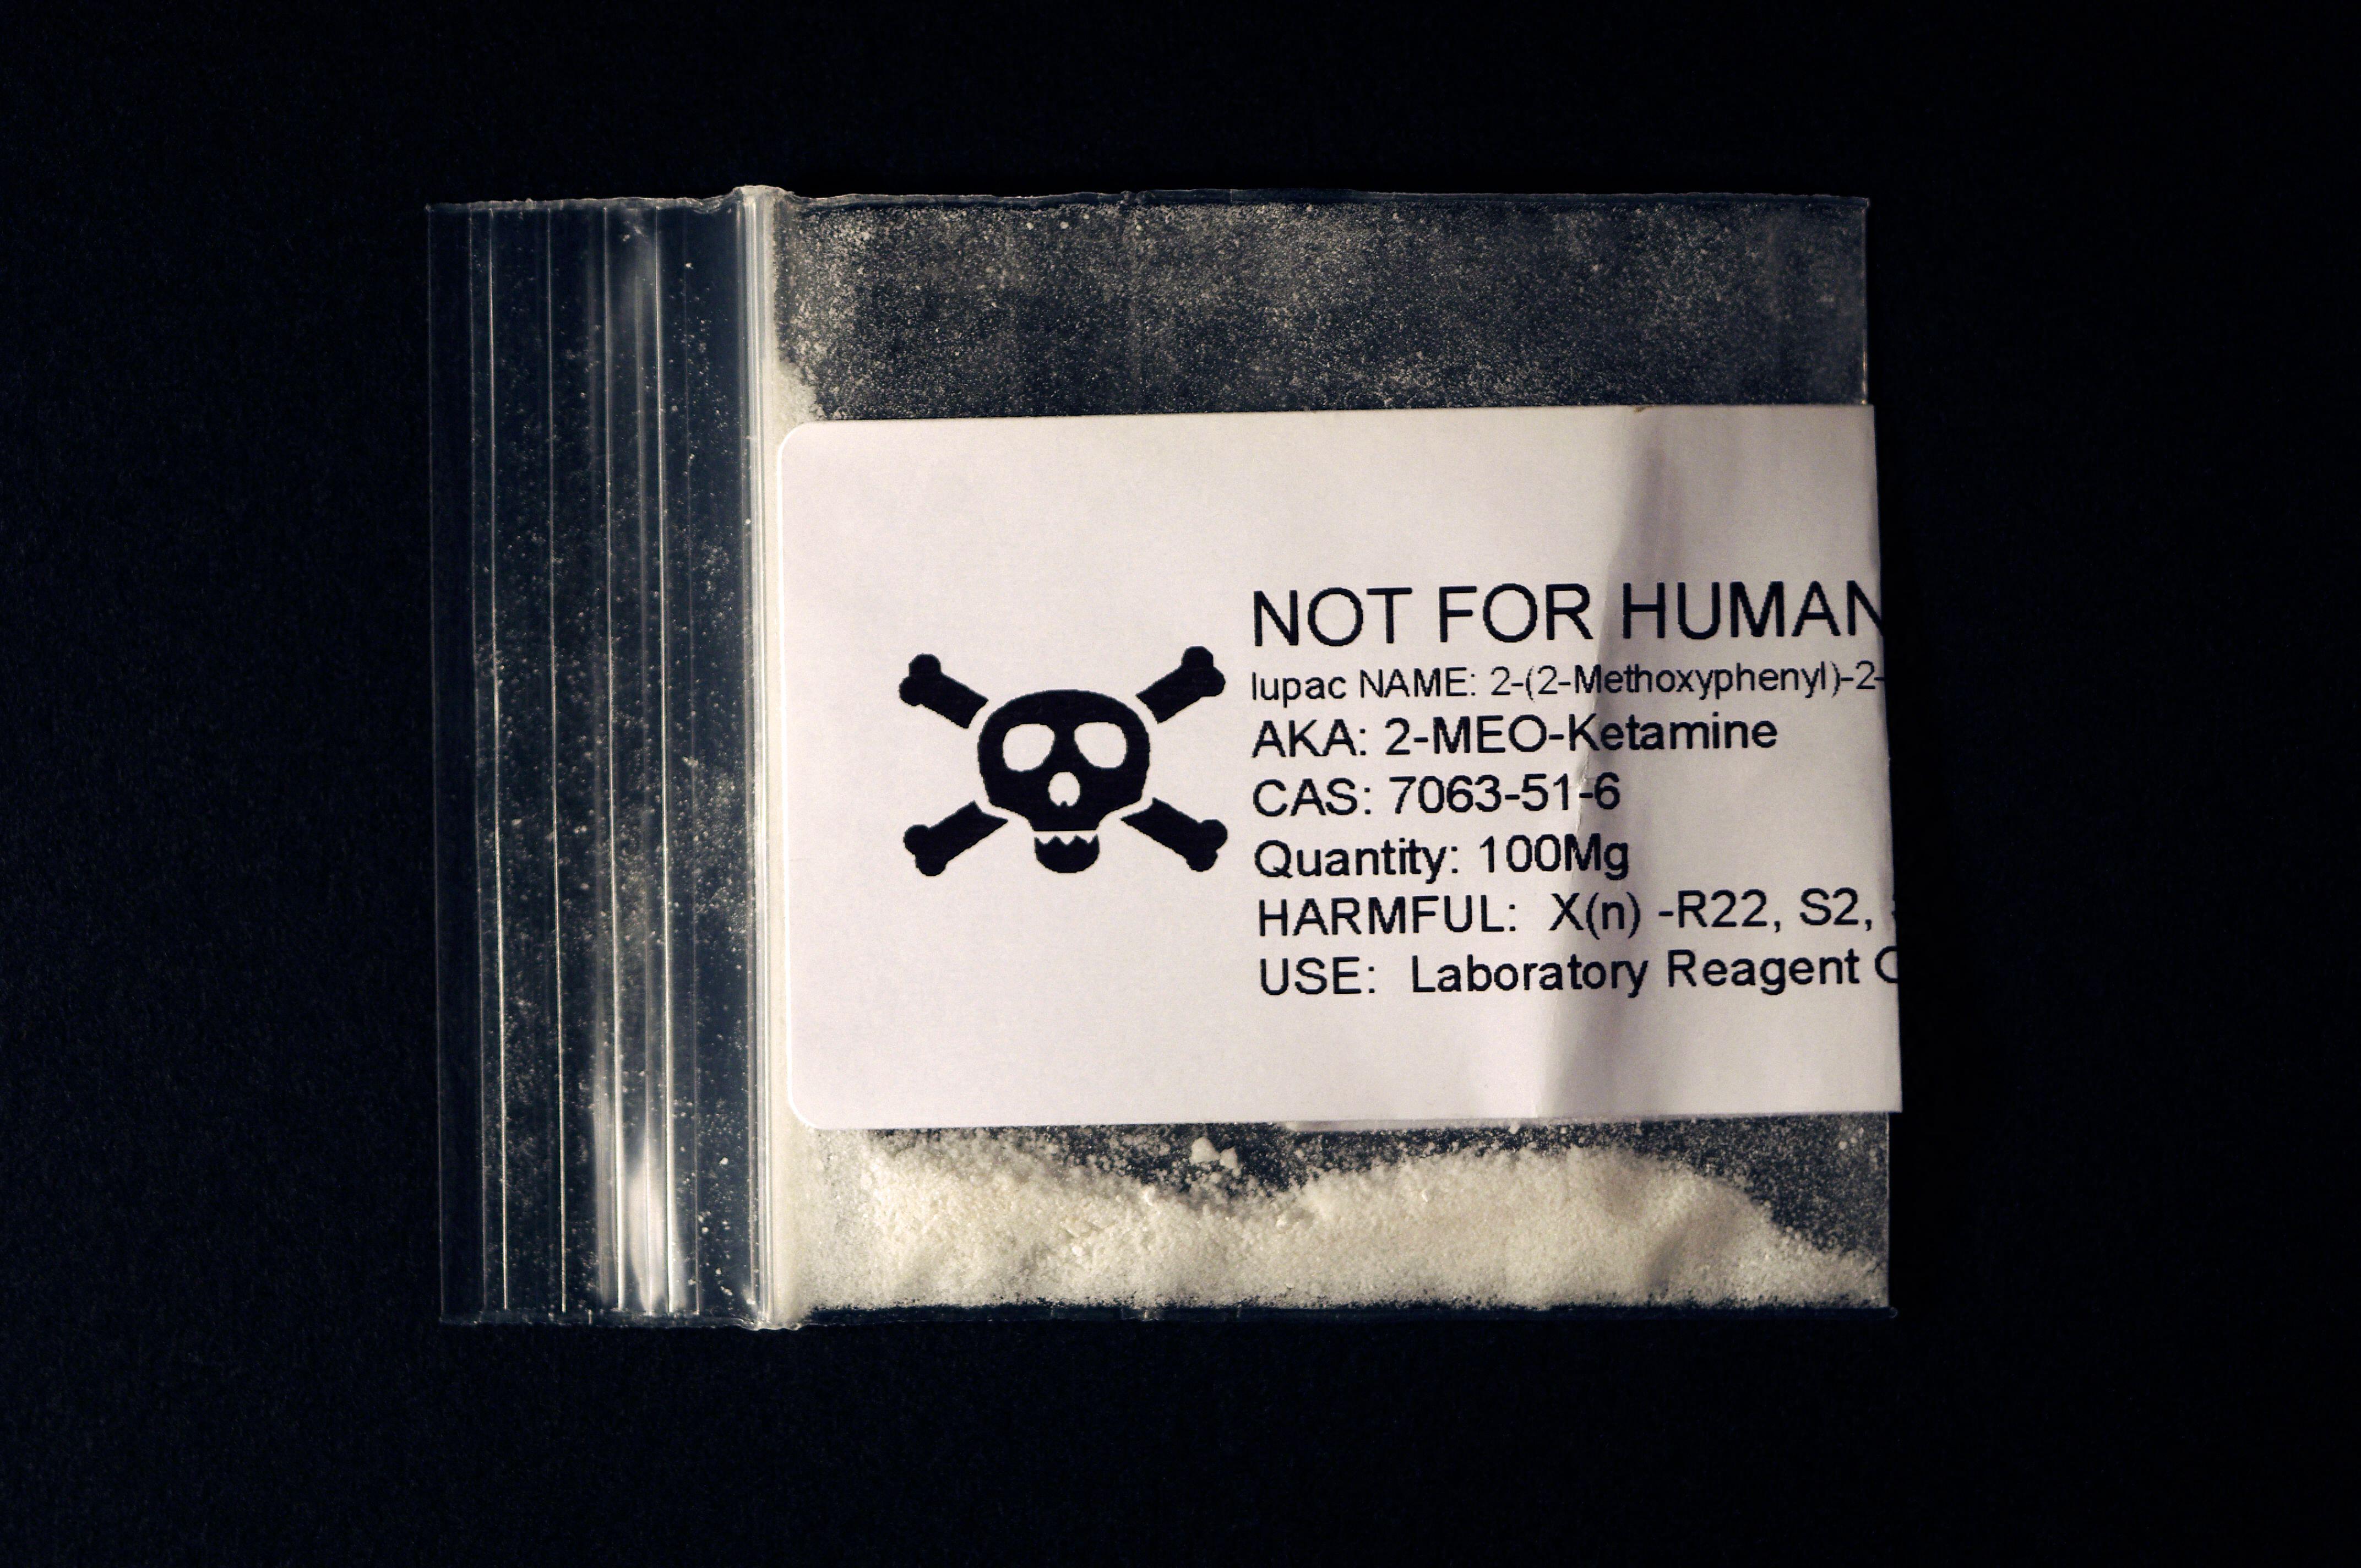 NOT FOR HUMAN
Iupac NAME: 2-(2-Methoxyphenyl)-2-
AKA: 2-MEO-Ketamine
CAS: 7063-51-6
Quantity: 100Mg
HARMFUL: X(n) -R22, S2,
USE: Laboratory Reagent